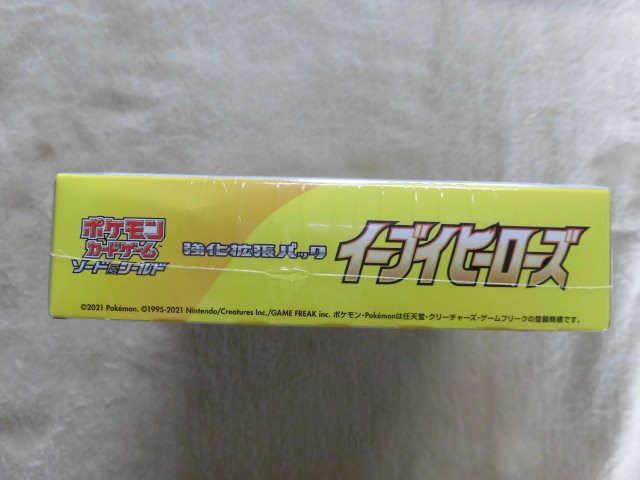 ポケモン
カードゲーム
ソード&シールド
強化拡張パック
イーブイヒーローズ
©2021 Pokémon. ©1995-2021 Nintendo/Creatures Inc./GAME FREAK inc. ポケモン・Pokémonは任天堂・クリーチャーズ・ゲームフリークの登録商標です。